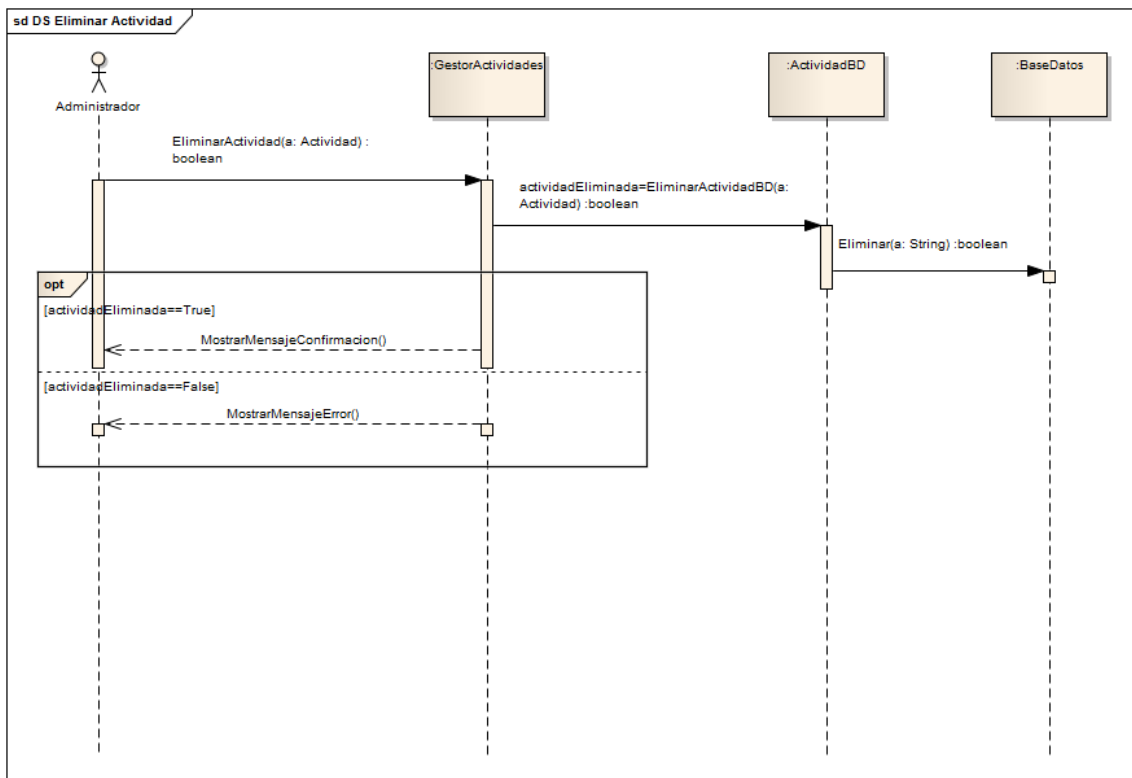 sd DS Eliminar Actividad
Administrador
:GestorActividades
:ActividadBD
:BaseDatos
EliminarActividad(a: Actividad) :
boolean
actividadEliminada=EliminarActividadBD(a:
Actividad) :boolean
Eliminar(a: String) :boolean
opt
[actividadEliminada==True]
MostrarMensajeConfirmacion()
[actividadEliminada==False]
MostrarMensajeError()